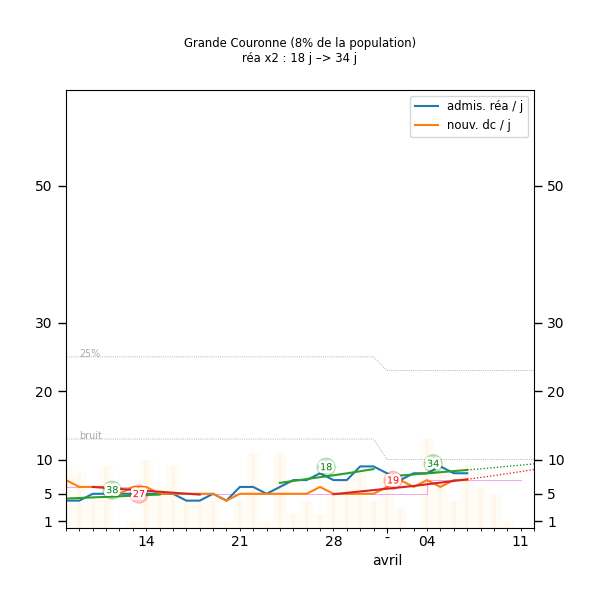 Grande Couronne (8% de la population)
réa x2 : 18 j –> 34 j
admis. réa / j
nouv. dc / j
50 50
30 30
25%
20 20
bruit
10 10
18 34
38 27 19
5 5
1 1
14 21 28 - 04 11
avril